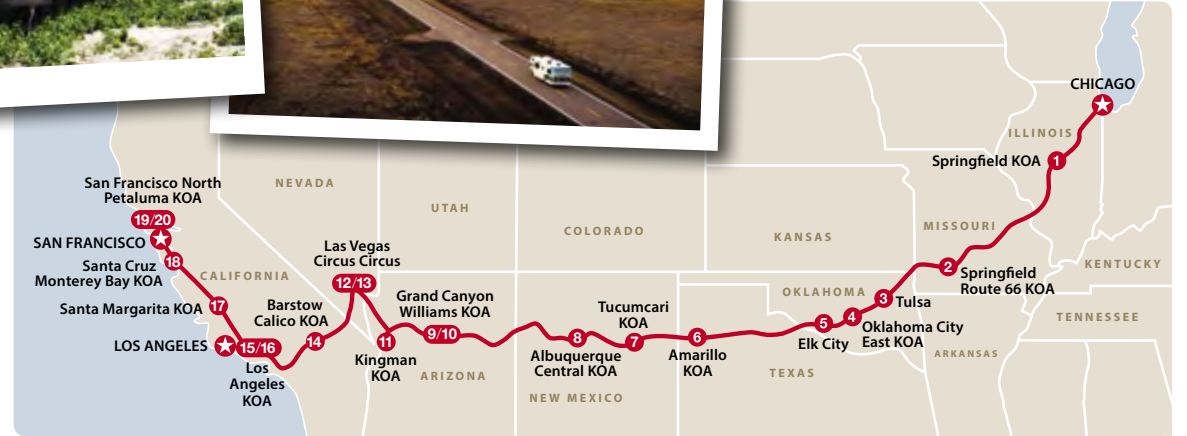 CHICAGO
ILLINOIS
Springfield KOA
1
NEVADA
San Francisco North
Petaluma KOA
19/20
UTAH
COLORADO
KANSAS
MISSOURI
SAN FRANCISCO
18
Santa Cruz
Monterey Bay KOA
CALIFORNIA
Las Vegas
Circus Circus
12/13
2
Springfield
Route 66 KOA
KENTUCKY
Santa Margarita KOA
17
Barstow
Calico KOA
14
Grand Canyon
Williams KOA
9/10
Tucumcari
KOA
7
OKLAHOMA
3
Tulsa
TENNESSEE
LOS ANGELES
15/16
Los
Angeles
KOA
11
Kingman
KOA
ARIZONA
8
Albuquerque
Central KOA
NEW MEXICO
6
Amarillo
KOA
5
Elk City
4
Oklahoma City
East KOA
ARKANSAS
TEXAS